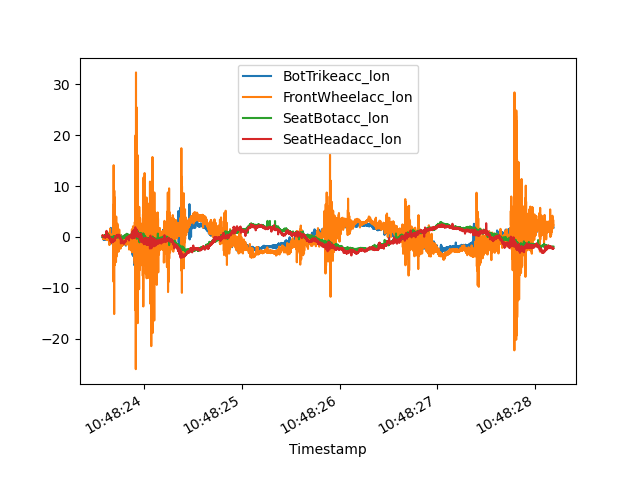 30
20
10
0
−10
−20
BotTrikeacc_lon
FrontWheelacc_lon
SeatBotacc_lon
SeatHeadacc_lon
10:48:24
10:48:25
10:48:26
10:48:27
10:48:28
Timestamp